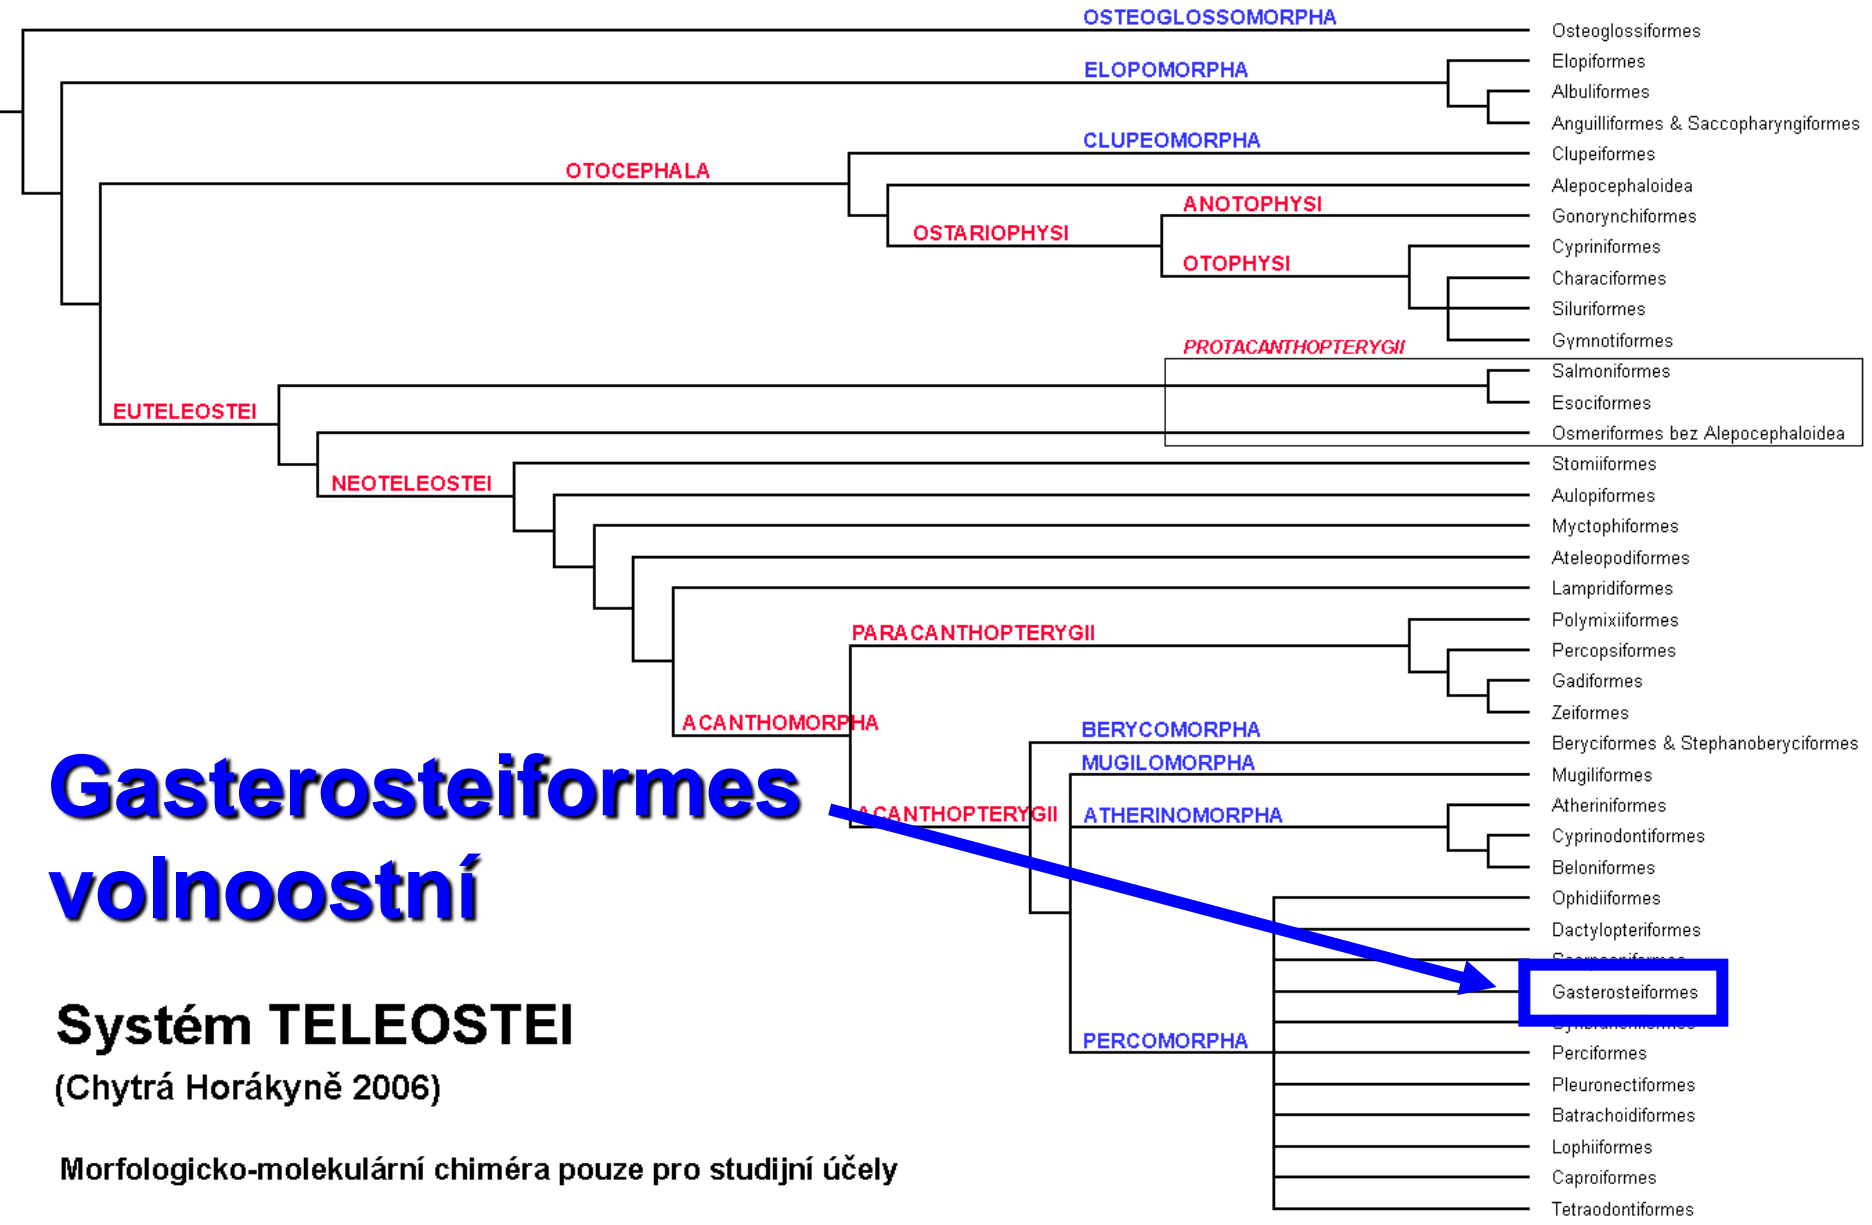 OSTEOGLOSSOMORPHA
Osteoglossiformes
ELOPOMORPHA
Elopiformes
Albuliformes
Anguilliformes & Saccopharyngiformes
CLUPEOMORPHA
Clupeiformes
OTOCEPHALA
Alepocephaloidea
ANOTOPHYSI
Gonorynchiformes
OSTARIOPHYSI
Cypriniformes
OTOPHYSI
Characiformes
Siluriformes
Gymnotiformes
PROTACANTHOPTERYGII
Salmoniformes
Esociformes
EUTELEOSTEI
Osmeriformes bez Alepocephaloidea
Stomiiformes
NEOTELEOSTEI
Aulopiformes
Myctophiformes
Ateleopodiformes
Lampridiformes
Polymixiiformes
PARACANTHOPTERYGII
Percopsiformes
Gadiformes
Zeiformes
ACANTHOMORPHA
BERYCOMORPHA
Beryciformes & Stephanoberyciformes
MUGILOMORPHA
Mugiliformes
Atheriniformes
ACANTHOPTERYGII
ATHERINOMORPHA
Cyprinodontiformes
Beloniformes
Ophidiiformes
Dactylopteriformes
Gasterosteiformes
PERCOMORPHA
Perciformes
Pleuronectiformes
Batrachoidiformes
Lophiiformes
Caproiformes
Tetraodontiformes
Gasterosteiformes
volnoostní
Systém TELEOSTEI
(Chytrá Horákyně 2006)
Morfologicko-molekulární chiméra pouze pro studijní účely